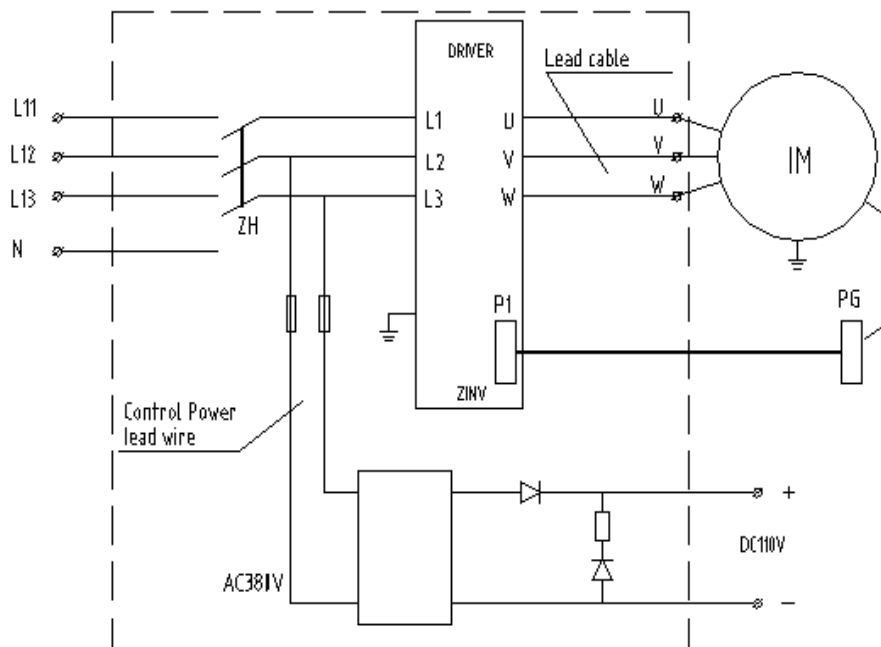 DRIVER
Lead cable
L11
L1
U
U
L12
L2
V
V
IM
L13
L3
W
W
ZH
N
P1
PG
ZINV
Control Power
lead wire
+
DC110V
AC380V
–